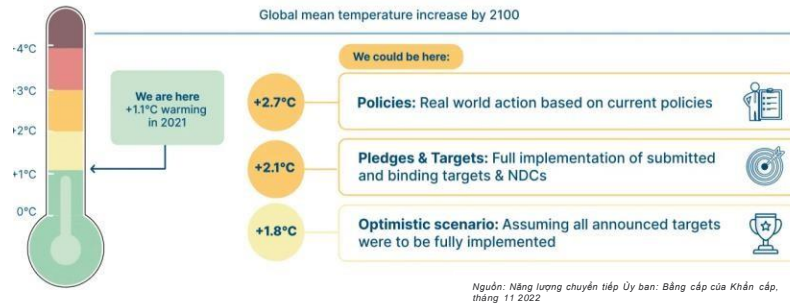 Global mean temperature increase by 2100
+4°C
+3°C
+2°C
+1°C
0°C
We are here
+1.1°C warming
in 2021
We could be here:
+2.7°C
Policies: Real world action based on current policies
+2.1°C
Pledges & Targets: Full implementation of submitted
and binding targets & NDCs
+1.8°C
Optimistic scenario: Assuming all announced targets
were to be fully implemented
Nguồn: Năng lượng chuyển tiếp Ủy ban: Bằng cấp của Khẩn cấp,
tháng 11 2022